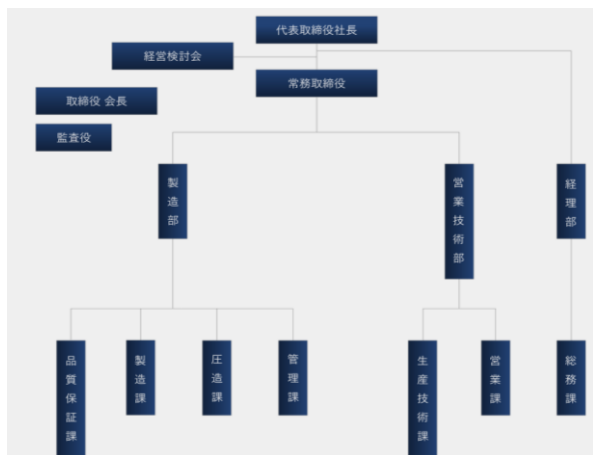 代表取締役社長
経営検討会
常務取締役
取締役 会長
監査役
製造部
営業技術部
経理部
品質保証課
製造課
圧造課
管理課
生産技術課
営業課
総務課